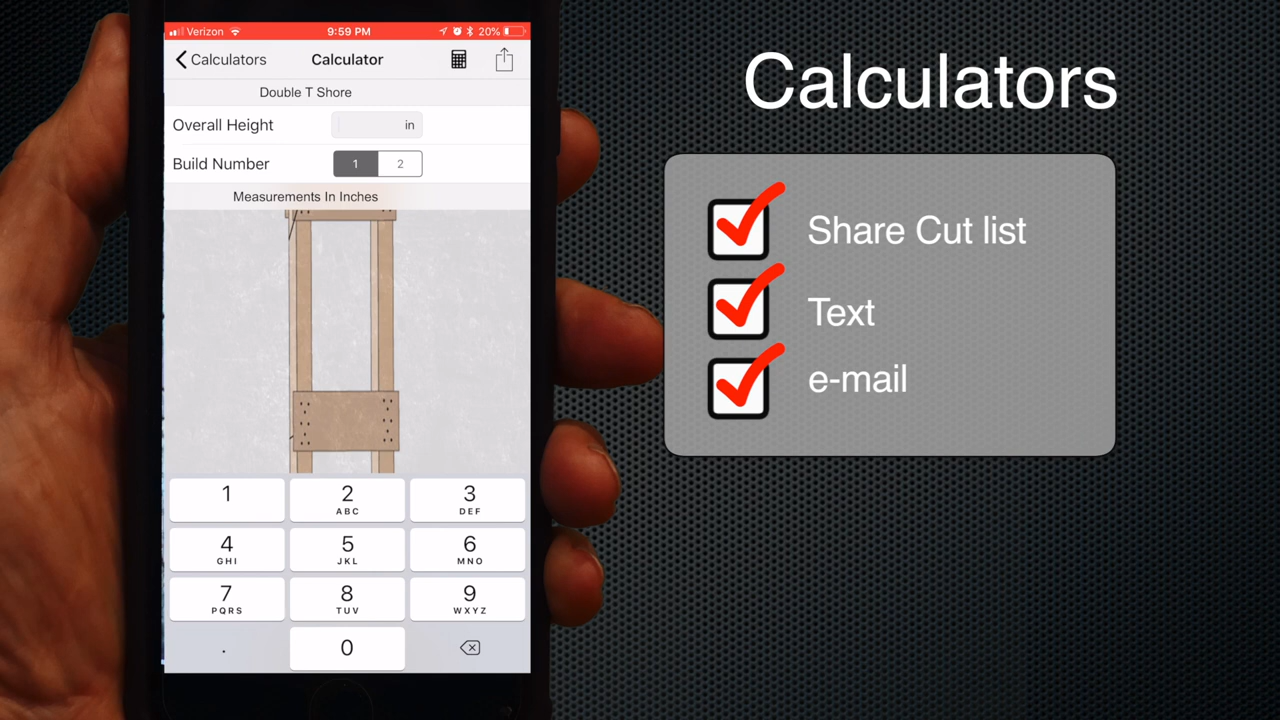 Verizon 9:59 PM 20%
Calculators Calculator
Double T Shore
Overall Height in
Build Number 1 2
Measurements In Inches
1 2 3
ABC DEF
4 5 6
GHI JKL MNO
7 8 9
PQRS TUV WXYZ
. 0
Calculators
Share Cut list
Text
e-mail